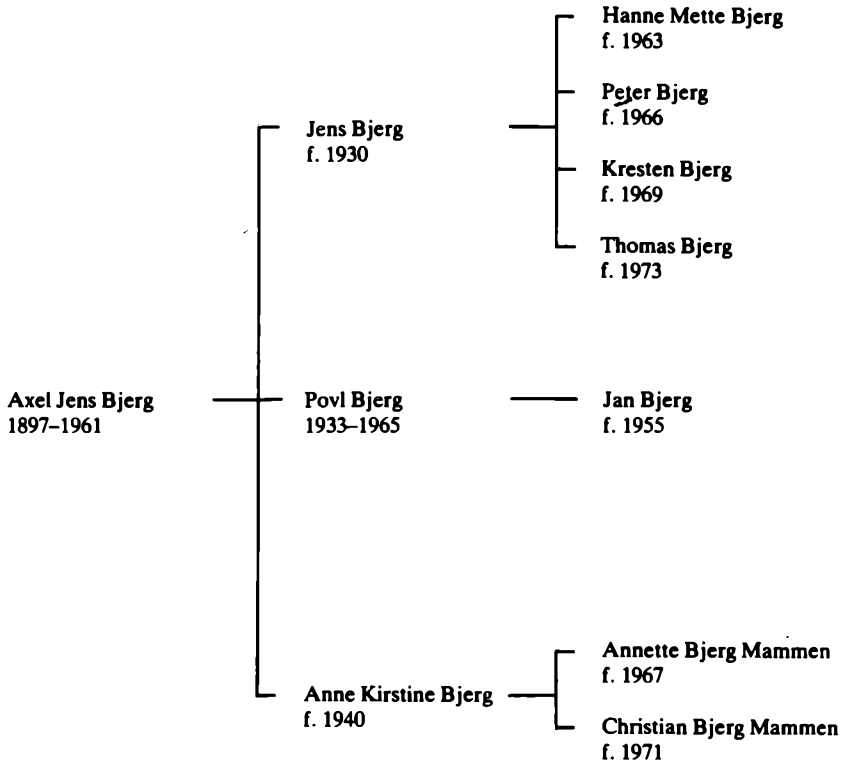 Hanne Mette Bjerg
f. 1963
Peter Bjerg
f. 1966
Jens Bjerg
f. 1930
Kresten Bjerg
f. 1969
Thomas Bjerg
f. 1973
Axel Jens Bjerg
1897–1961
Povl Bjerg
1933–1965
Jan Bjerg
f. 1955
Annette Bjerg Mammen
f. 1967
Anne Kirstine Bjerg
f. 1940
Christian Bjerg Mammen
f. 1971